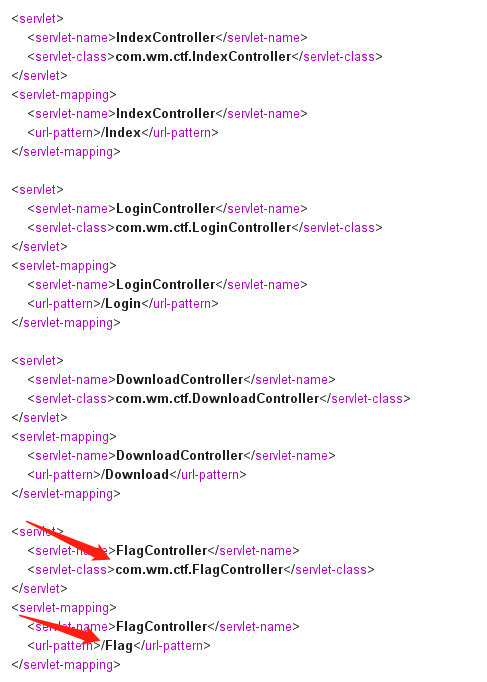 <servlet>
<servlet-name>IndexController</servlet-name>
<servlet-class>com.wm.ctf.IndexController</servlet-class>
</servlet>
<servlet-mapping>
<servlet-name>IndexController</servlet-name>
<url-pattern>/Index</url-pattern>
</servlet-mapping>
<servlet>
<servlet-name>LoginController</servlet-name>
<servlet-class>com.wm.ctf.LoginController</servlet-class>
</servlet>
<servlet-mapping>
<servlet-name>LoginController</servlet-name>
<url-pattern>/Login</url-pattern>
</servlet-mapping>
<servlet>
<servlet-name>DownloadController</servlet-name>
<servlet-class>com.wm.ctf.DownloadController</servlet-class>
</servlet>
<servlet-mapping>
<servlet-name>DownloadController</servlet-name>
<url-pattern>/Download</url-pattern>
</servlet-mapping>
<servlet>
<servlet-name>FlagController</servlet-name>
<servlet-class>com.wm.ctf.FlagController</servlet-class>
</servlet>
<servlet-mapping>
<servlet-name>FlagController</servlet-name>
<url-pattern>/Flag</url-pattern>
</servlet-mapping>